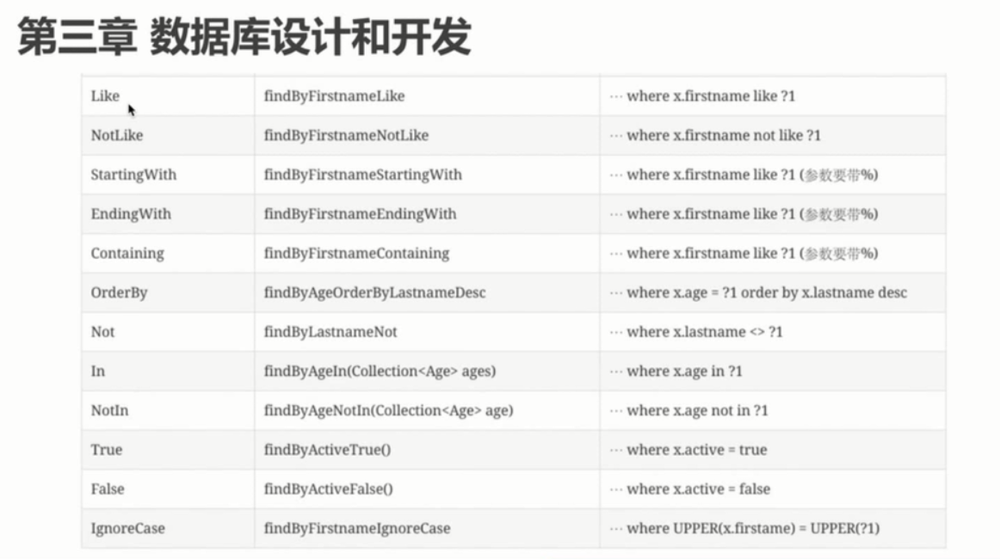 第三章 数据库设计和开发
Like findByFirstnameLike ··· where x.firstname like ?1
NotLike findByFirstnameNotLike ··· where x.firstname not like ?1
StartingWith findByFirstnameStartingWith ··· where x.firstname like ?1 (参数要带%)
EndingWith findByFirstnameEndingWith ··· where x.firstname like ?1 (参数要带%)
Containing findByFirstnameContaining ··· where x.firstname like ?1 (参数要带%)
OrderBy findByAgeOrderByLastnameDesc ··· where x.age = ?1 order by x.lastname desc
Not findByLastnameNot ··· where x.lastname <> ?1
In findByAgeIn(Collection<Age> ages) ··· where x.age in ?1
NotIn findByAgeNotIn(Collection<Age> age) ··· where x.age not in ?1
True findByActiveTrue() ··· where x.active = true
False findByActiveFalse() ··· where x.active = false
IgnoreCase findByFirstnameIgnoreCase ··· where UPPER(x.firstame) = UPPER(?1)